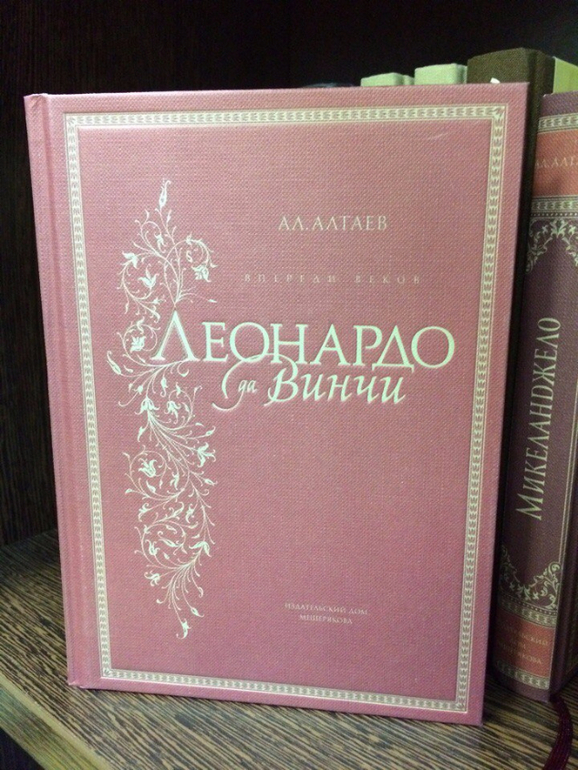 АЛ. АЛТАЕВ
ВПЕРЕДИ ВЕКОВ
ЛЕОНАРДО
да ВИНЧИ
ИЗДАТЕЛЬСКИЙ ДОМ
МЕЩЕРЯКОВА
МИКЕЛАНДЖЕЛО